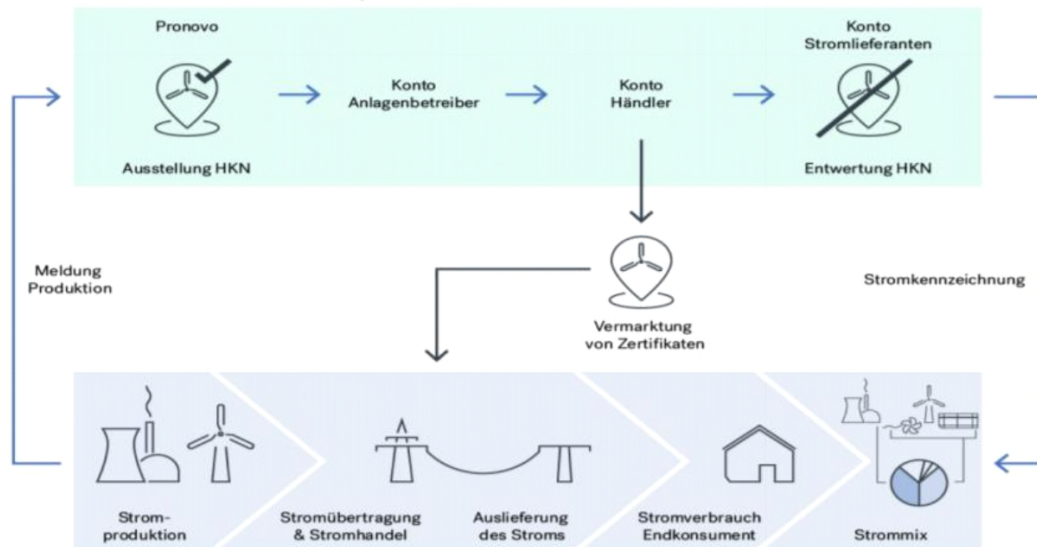 Pronovo
Ausstellung HKN
Konto
Anlagenbetreiber
Konto
Händler
Konto
Stromlieferanten
Entwertung HKN
Meldung
Produktion
Vermarktung
von Zertifikaten
Stromkennzeichnung
Strom-
produktion
Stromübertragung
& Stromhandel
Auslieferung
des Stroms
Stromverbrauch
Endkonsument
Strommix